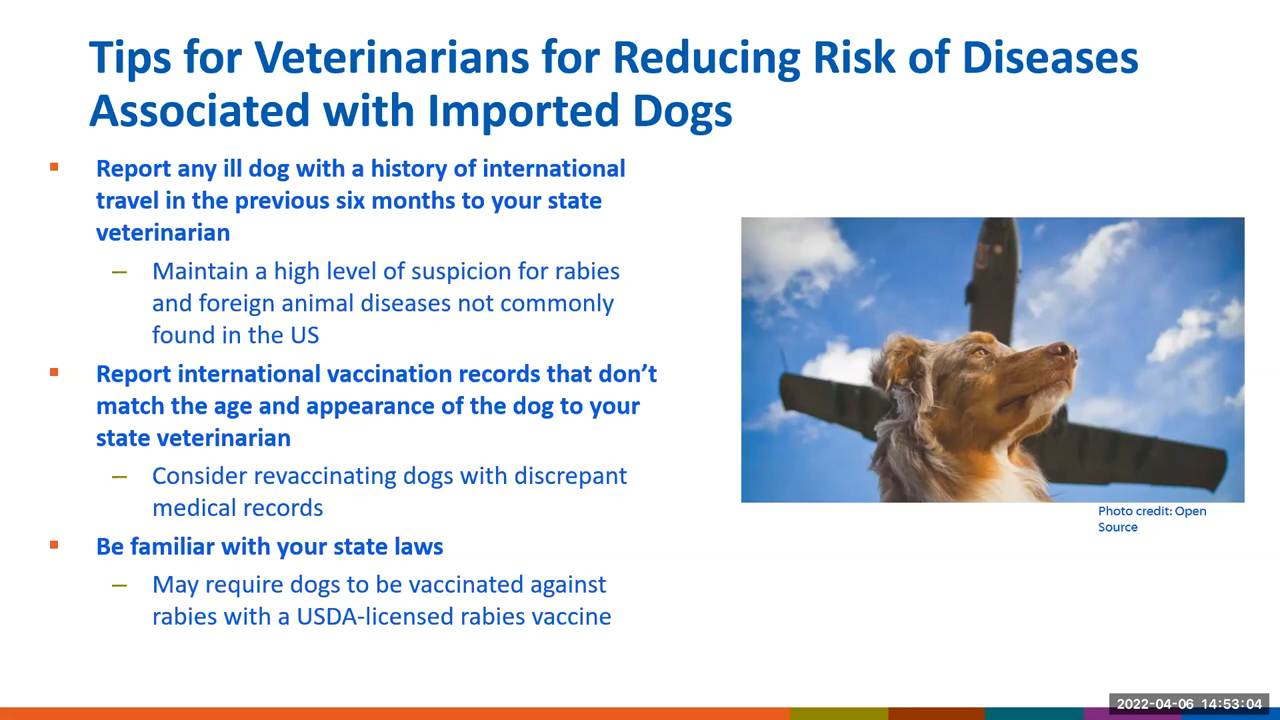 Tips for Veterinarians for Reducing Risk of Diseases
Associated with Imported Dogs
▪ Report any ill dog with a history of international
travel in the previous six months to your state
veterinarian
– Maintain a high level of suspicion for rabies
and foreign animal diseases not commonly
found in the US
▪ Report international vaccination records that don’t
match the age and appearance of the dog to your
state veterinarian
– Consider revaccinating dogs with discrepant
medical records
▪ Be familiar with your state laws
– May require dogs to be vaccinated against
rabies with a USDA-licensed rabies vaccine
Photo credit: Open
Source
2022-04-06 14:53:04